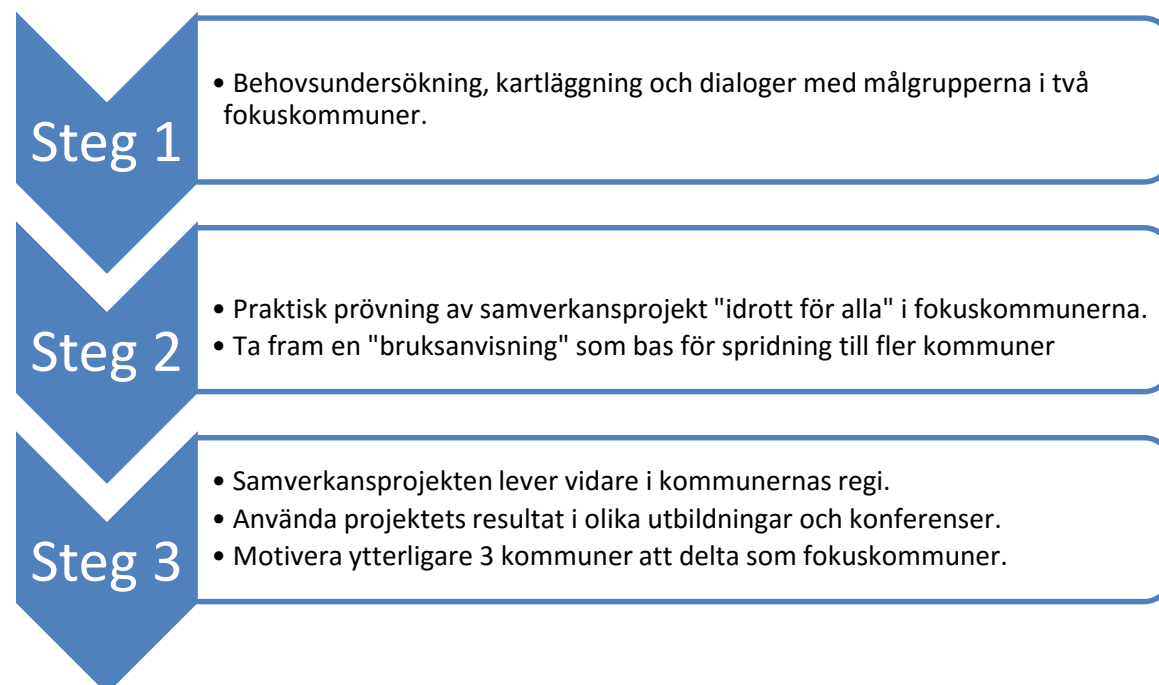 Steg 1
• Behovsundersökning, kartläggning och dialoger med målgrupperna i två
fokuskommuner.
Steg 2
• Praktisk prövning av samverkansprojekt "idrott för alla" i fokuskommunerna.
• Ta fram en "bruksanvisning" som bas för spridning till fler kommuner
Steg 3
• Samverkansprojekten lever vidare i kommunernas regi.
• Använda projektets resultat i olika utbildningar och konferenser.
• Motivera ytterligare 3 kommuner att delta som fokuskommuner.